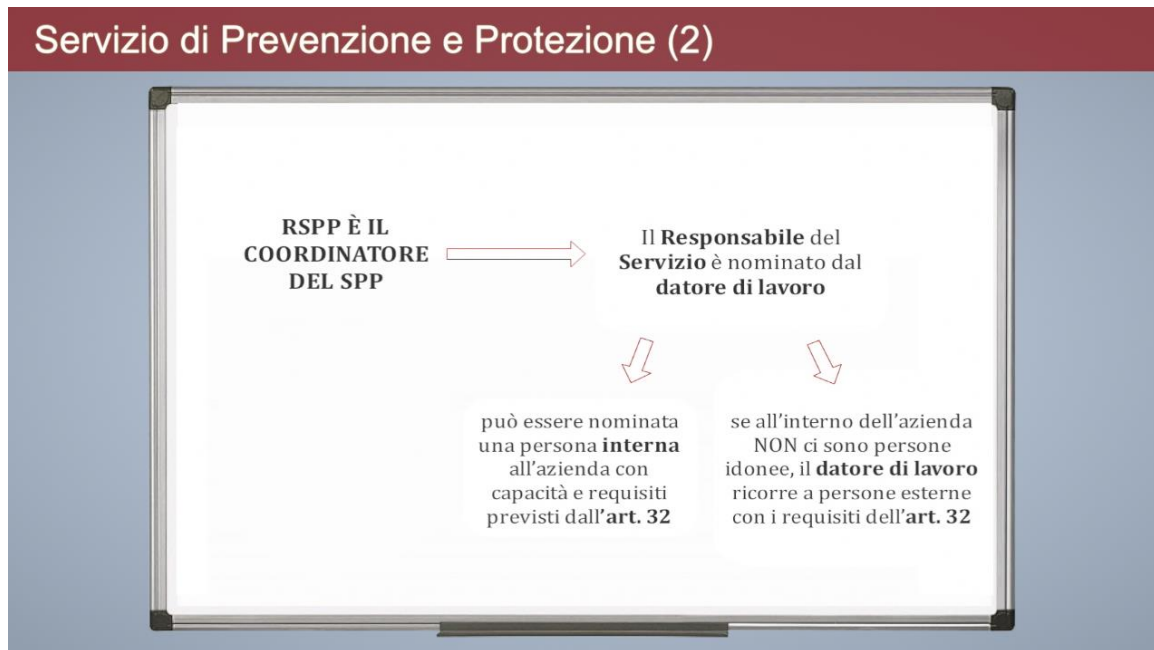 Servizio di Prevenzione e Protezione (2)
RSPP È IL
COORDINATORE
DEL SPP
Il Responsabile del
Servizio è nominato dal
datore di lavoro
può essere nominata
una persona interna
all'azienda con
capacità e requisiti
previsti dall'art. 32
se all'interno dell'azienda
NON ci sono persone
idonee, il datore di lavoro
ricorre a persone esterne
con i requisiti dell'art. 32